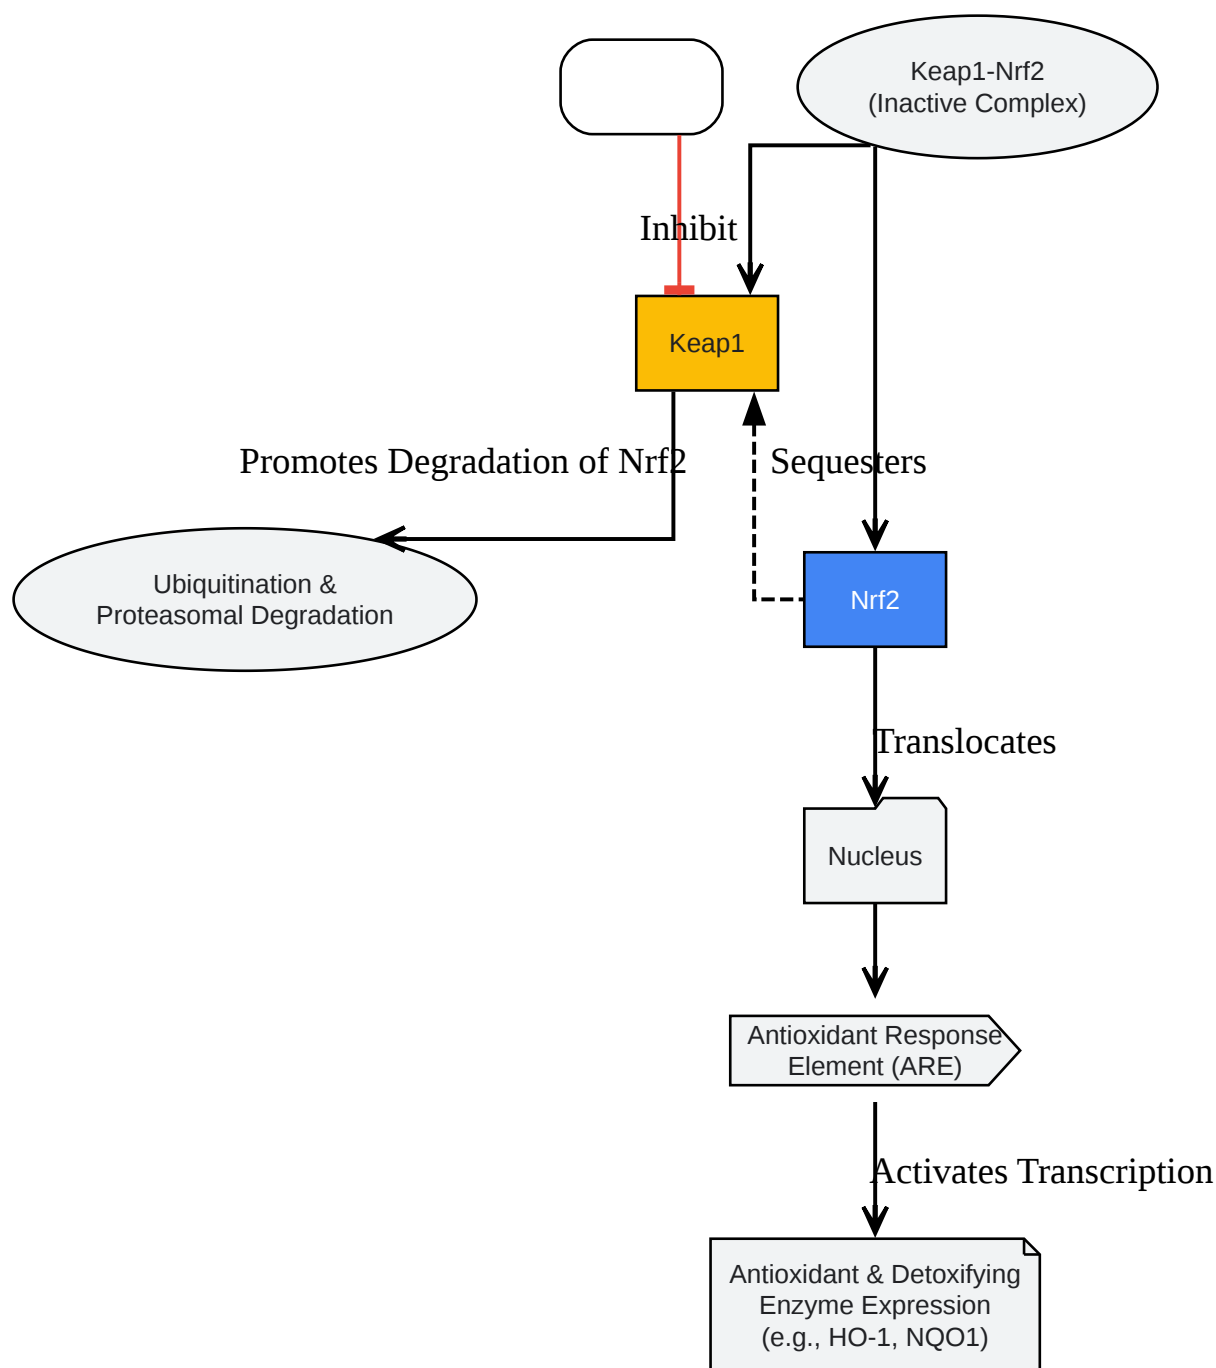 Keap1-Nrf2
(Inactive Complex)
Inhibit
Keap1
Promotes Degradation of Nrf2
Sequesters
Ubiquitination &
Proteasomal Degradation
Nrf2
Translocates
Nucleus
Antioxidant Response
Element (ARE)
Activates Transcription
Antioxidant & Detoxifying
Enzyme Expression
(e.g., HO-1, NQO1)